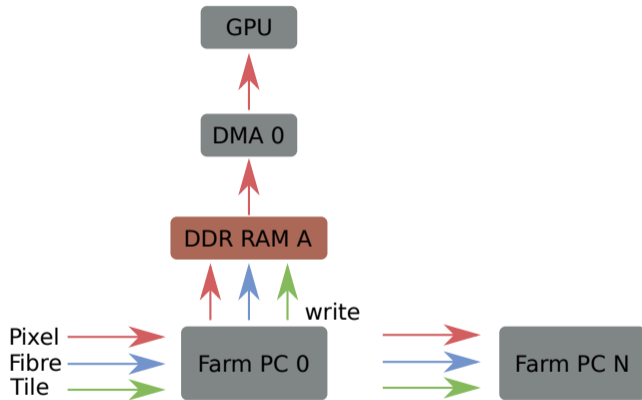 GPU
DMA 0
DDR RAM A
write
Pixel
Fibre
Tile
Farm PC 0
Farm PC N